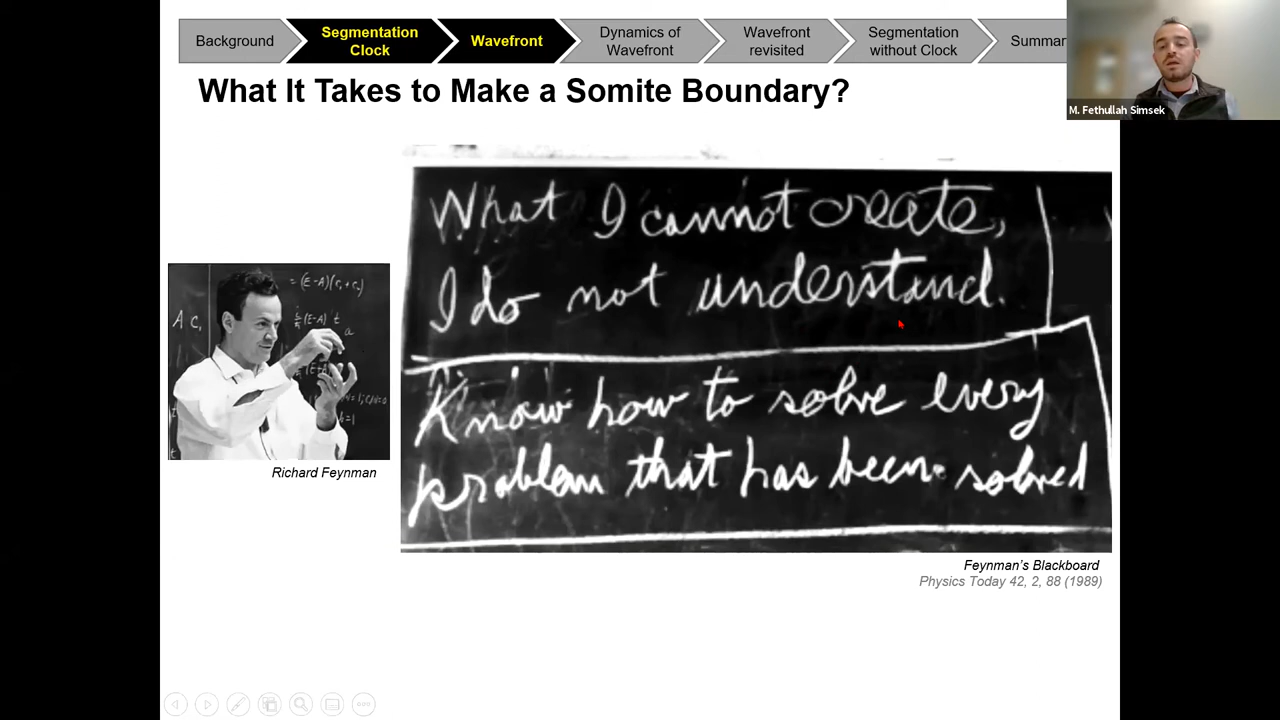 Background
Segmentation
Clock
Wavefront
Dynamics of
Wavefront
Wavefront
revisited
Segmentation
without Clock
M. Fethullah Simsek
What It Takes to Make a Somite Boundary?
What I cannot create,
I do not understand.
Know how to solve every
problem that has been solved
Richard Feynman
Feynman's Blackboard
Physics Today 42, 2, 88 (1989)